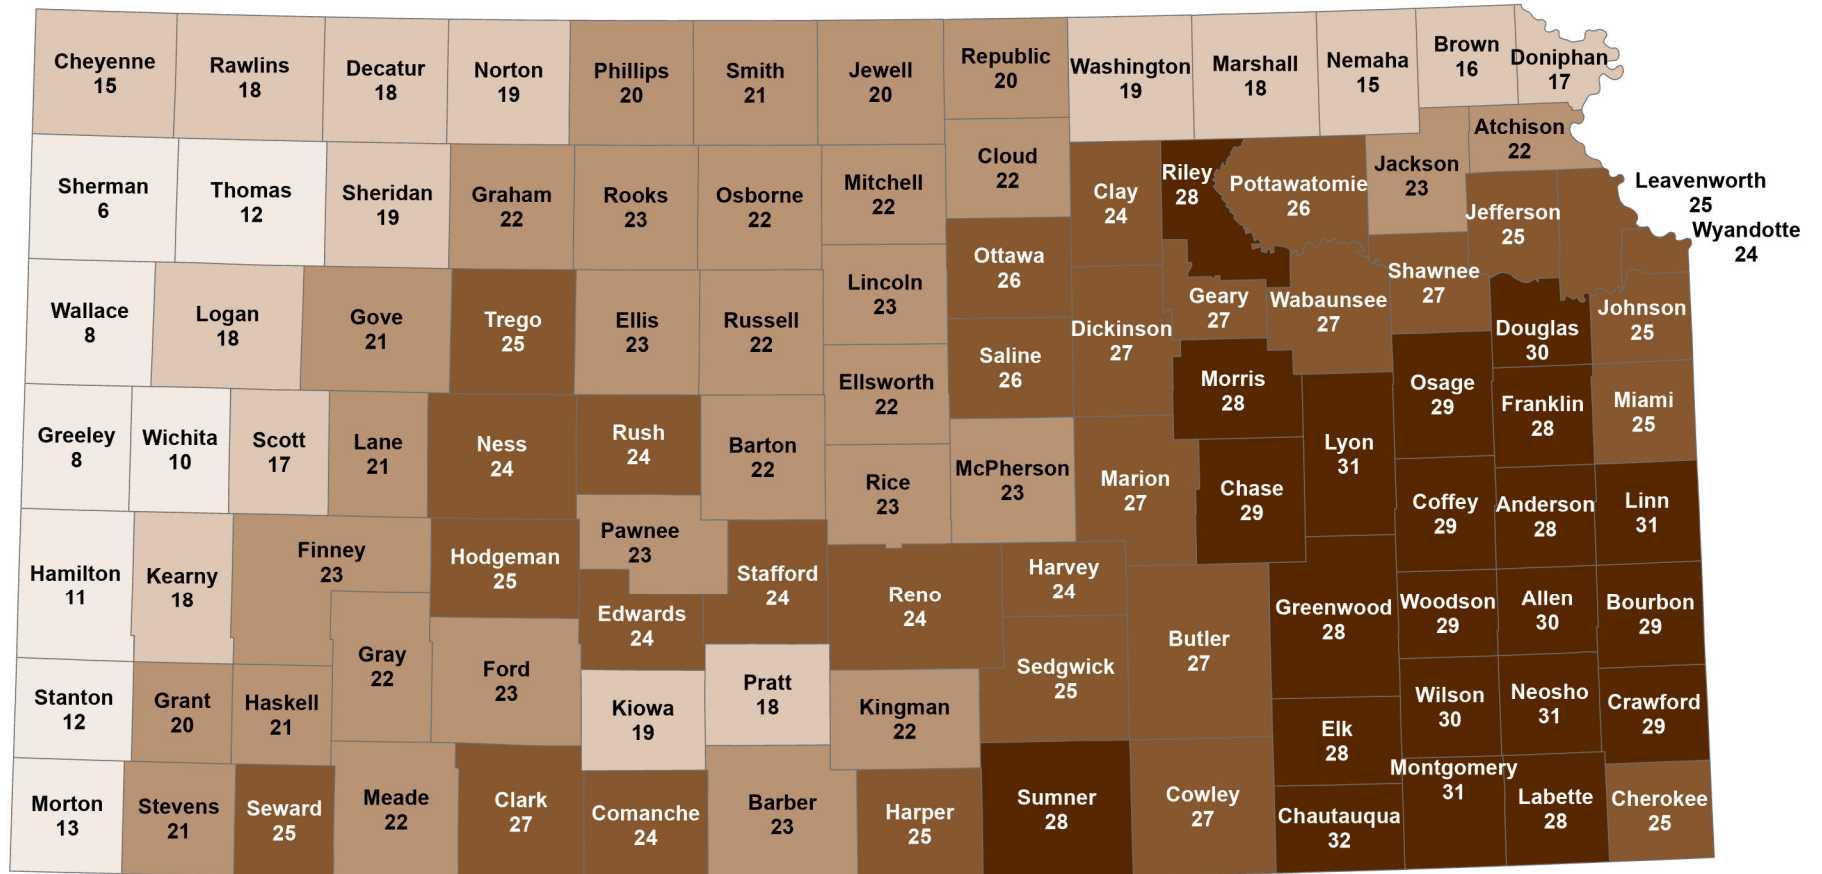 Cheyenne
15
Rawlins
18
Decatur
18
Norton
19
Phillips
20
Smith
21
Jewell
20
Republic
20
Washington
19
Marshall
18
Nemaha
15
Brown
16
Doniphan
17
Sherman
6
Thomas
12
Sheridan
19
Graham
22
Rooks
23
Osborne
22
Mitchell
22
Cloud
22
Clay
24
Riley
28
Pottawatomie
26
Jackson
23
Atchison
22
Jefferson
25
Leavenworth
25
Wyandotte
24
Wallace
8
Logan
18
Gove
21
Trego
25
Ellis
23
Russell
22
Lincoln
23
Ottawa
26
Saline
26
Dickinson
27
Geary
27
Wabaunsee
27
Shawnee
27
Douglas
30
Johnson
25
Greeley
8
Wichita
10
Scott
17
Lane
21
Ness
24
Rush
24
Barton
22
Ellsworth
22
Rice
23
McPherson
23
Marion
27
Morris
28
Chase
29
Lyon
31
Osage
29
Franklin
28
Miami
25
Coffey
29
Anderson
28
Linn
31
Hamilton
11
Kearny
18
Finney
23
Hodgeman
25
Pawnee
23
Edwards
24
Stafford
24
Reno
24
Harvey
24
Sedgwick
25
Butler
27
Greenwood
28
Woodson
29
Allen
30
Bourbon
29
Stanton
12
Grant
20
Haskell
21
Gray
22
Ford
23
Kiowa
19
Pratt
18
Kingman
22
Elk
28
Wilson
30
Neosho
31
Crawford
29
Morton
13
Stevens
21
Seward
25
Meade
22
Clark
27
Comanche
24
Barber
23
Harper
25
Sumner
28
Cowley
27
Chautauqua
32
Montgomery
31
Labette
28
Cherokee
25